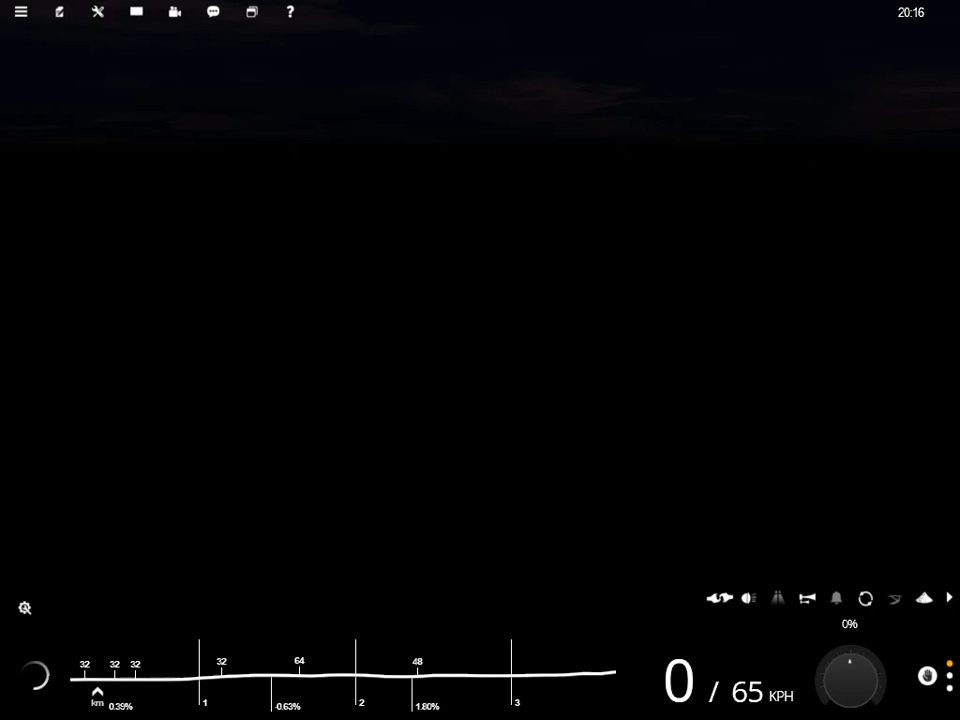 ?
20:16
0%
32 32 32 32 64 48
km 0.39% 1 -0.63% 2 1.80% 3
0 / 65 KPH